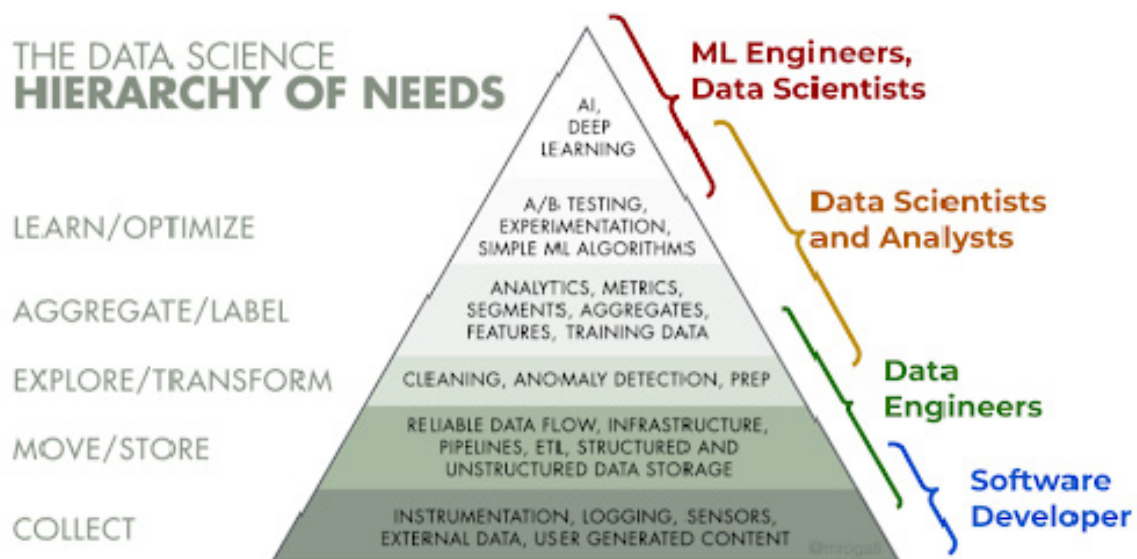 THE DATA SCIENCE
HIERARCHY OF NEEDS
ML Engineers,
Data Scientists
AI,
DEEP
LEARNING
Data Scientists
and Analysts
LEARN/OPTIMIZE
A/B TESTING,
EXPERIMENTATION,
SIMPLE ML ALGORITHMS
AGGREGATE/LABEL
ANALYTICS, METRICS,
SEGMENTS, AGGREGATES,
FEATURES, TRAINING DATA
EXPLORE/TRANSFORM
CLEANING, ANOMALY DETECTION, PREP
Data
Engineers
MOVE/STORE
RELIABLE DATA FLOW, INFRASTRUCTURE,
PIPELINES, ETL, STRUCTURED AND
UNSTRUCTURED DATA STORAGE
Software
Developer
COLLECT
INSTRUMENTATION, LOGGING, SENSORS,
EXTERNAL DATA, USER GENERATED CONTENT
@mrogati